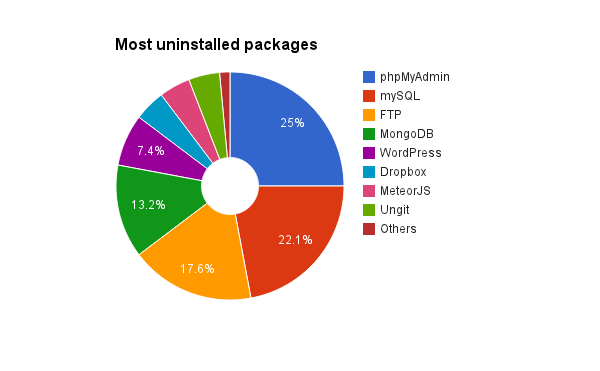 Most uninstalled packages
25%
22.1%
17.6%
13.2%
7.4%
phpMyAdmin
mySQL
FTP
MongoDB
WordPress
Dropbox
MeteorJS
Ungit
Others